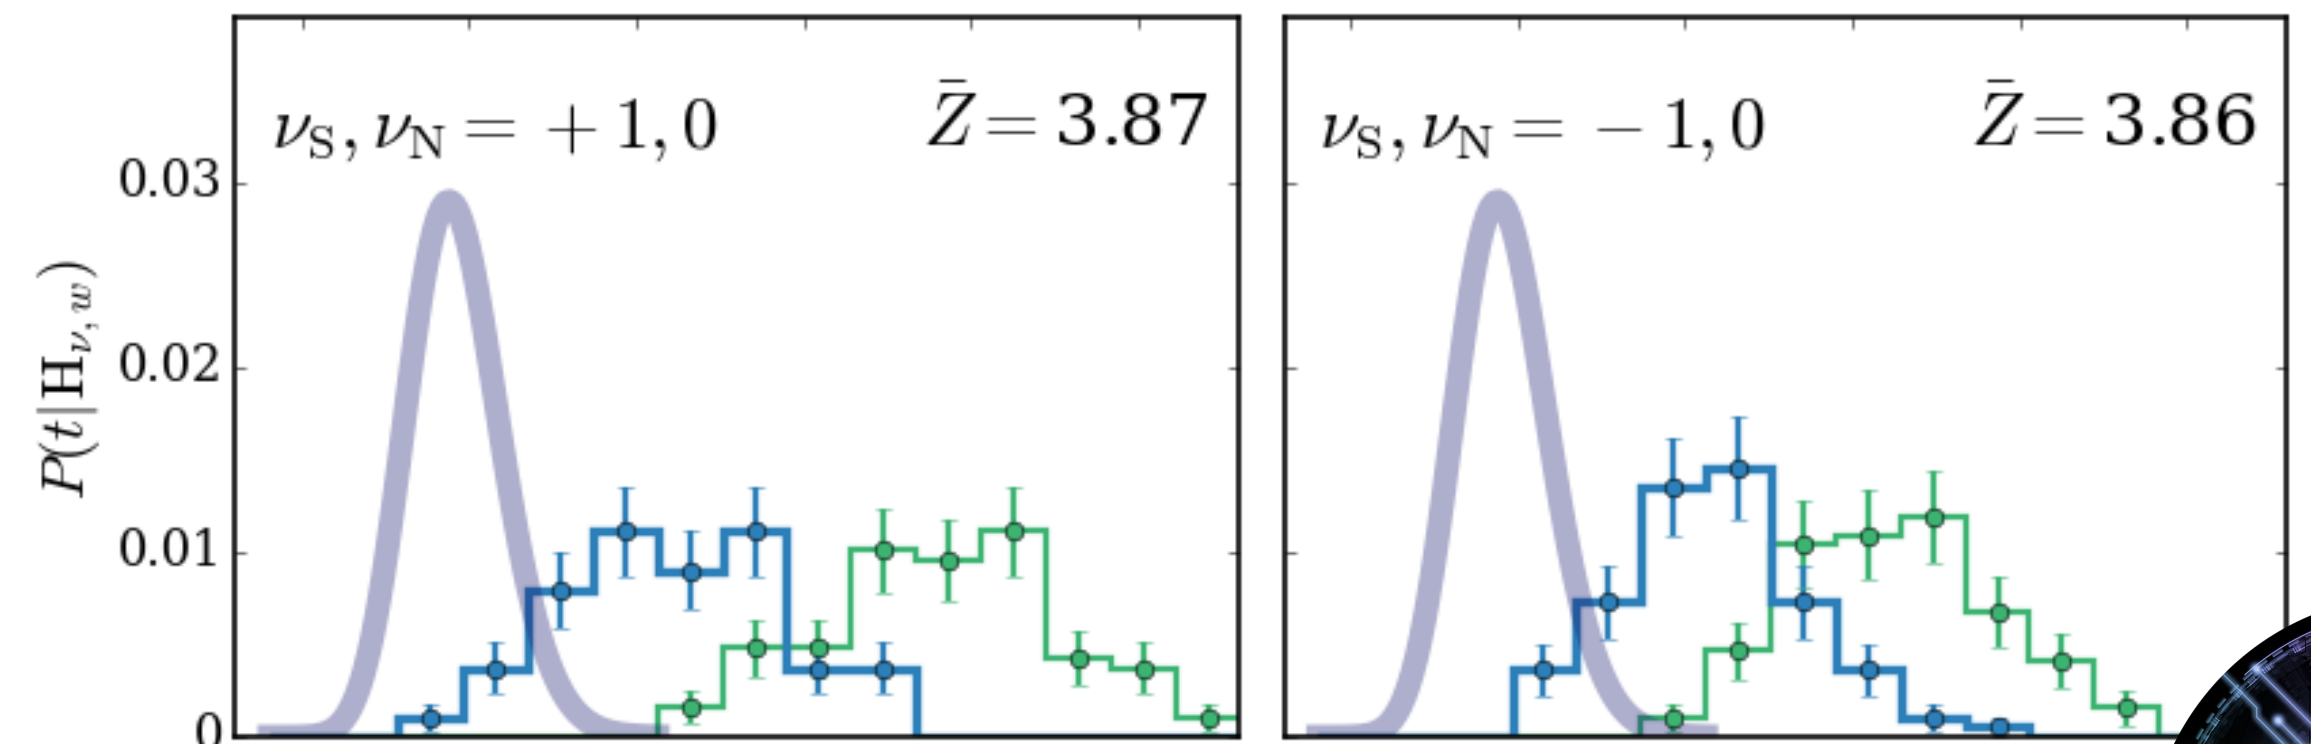 ν_S, ν_N = +1, 0
Z̄ = 3.87
ν_S, ν_N = −1, 0
Z̄ = 3.86
0.03
0.02
0.01
0
P(t|H_ν,w)